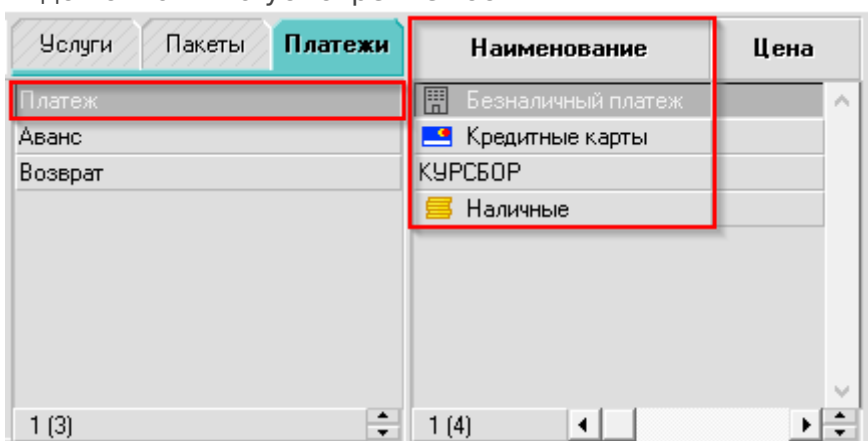 Услуги Пакеты Платежи
Наименование Цена
Платеж
Аванс
Возврат
Безналичный платеж
Кредитные карты
КУРСБОР
Наличные
1 (3)
1 (4)